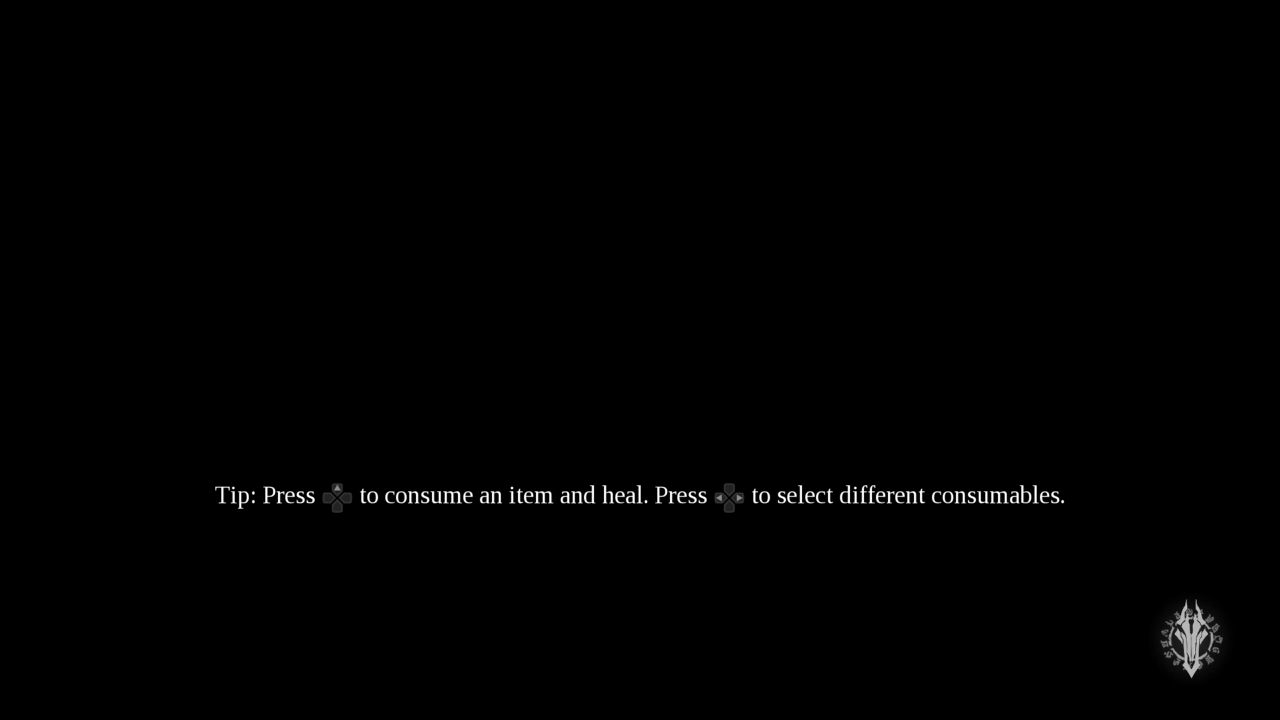 Tip: Press to consume an item and heal. Press to select different consumables.